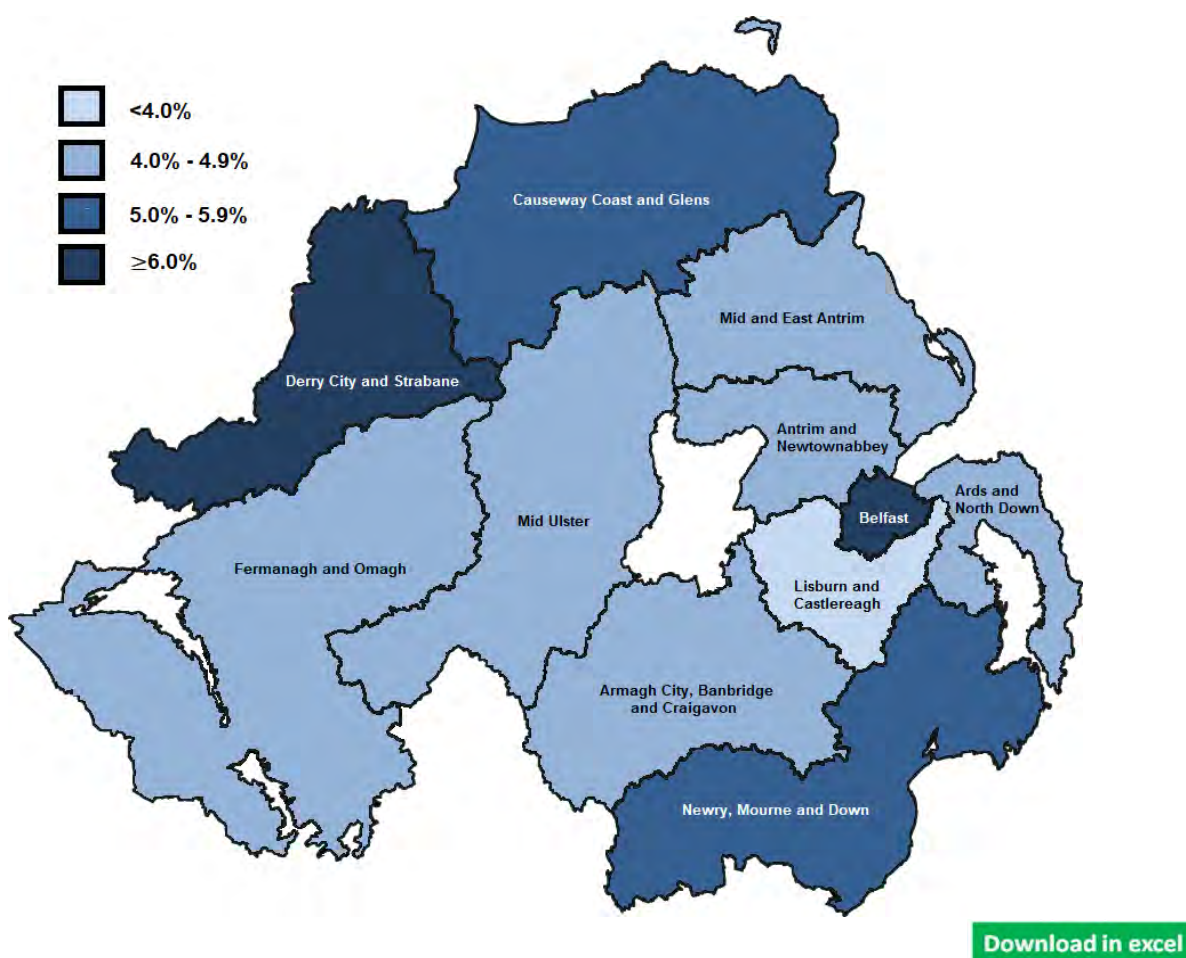 <4.0%
4.0% - 4.9%
5.0% - 5.9%
≥6.0%
Causeway Coast and Glens
Mid and East Antrim
Derry City and Strabane
Antrim and
Newtownabbey
Ards and
North Down
Belfast
Mid Ulster
Fermanagh and Omagh
Lisburn and
Castlereagh
Armagh City, Banbridge
and Craigavon
Newry, Mourne and Down
Download in excel